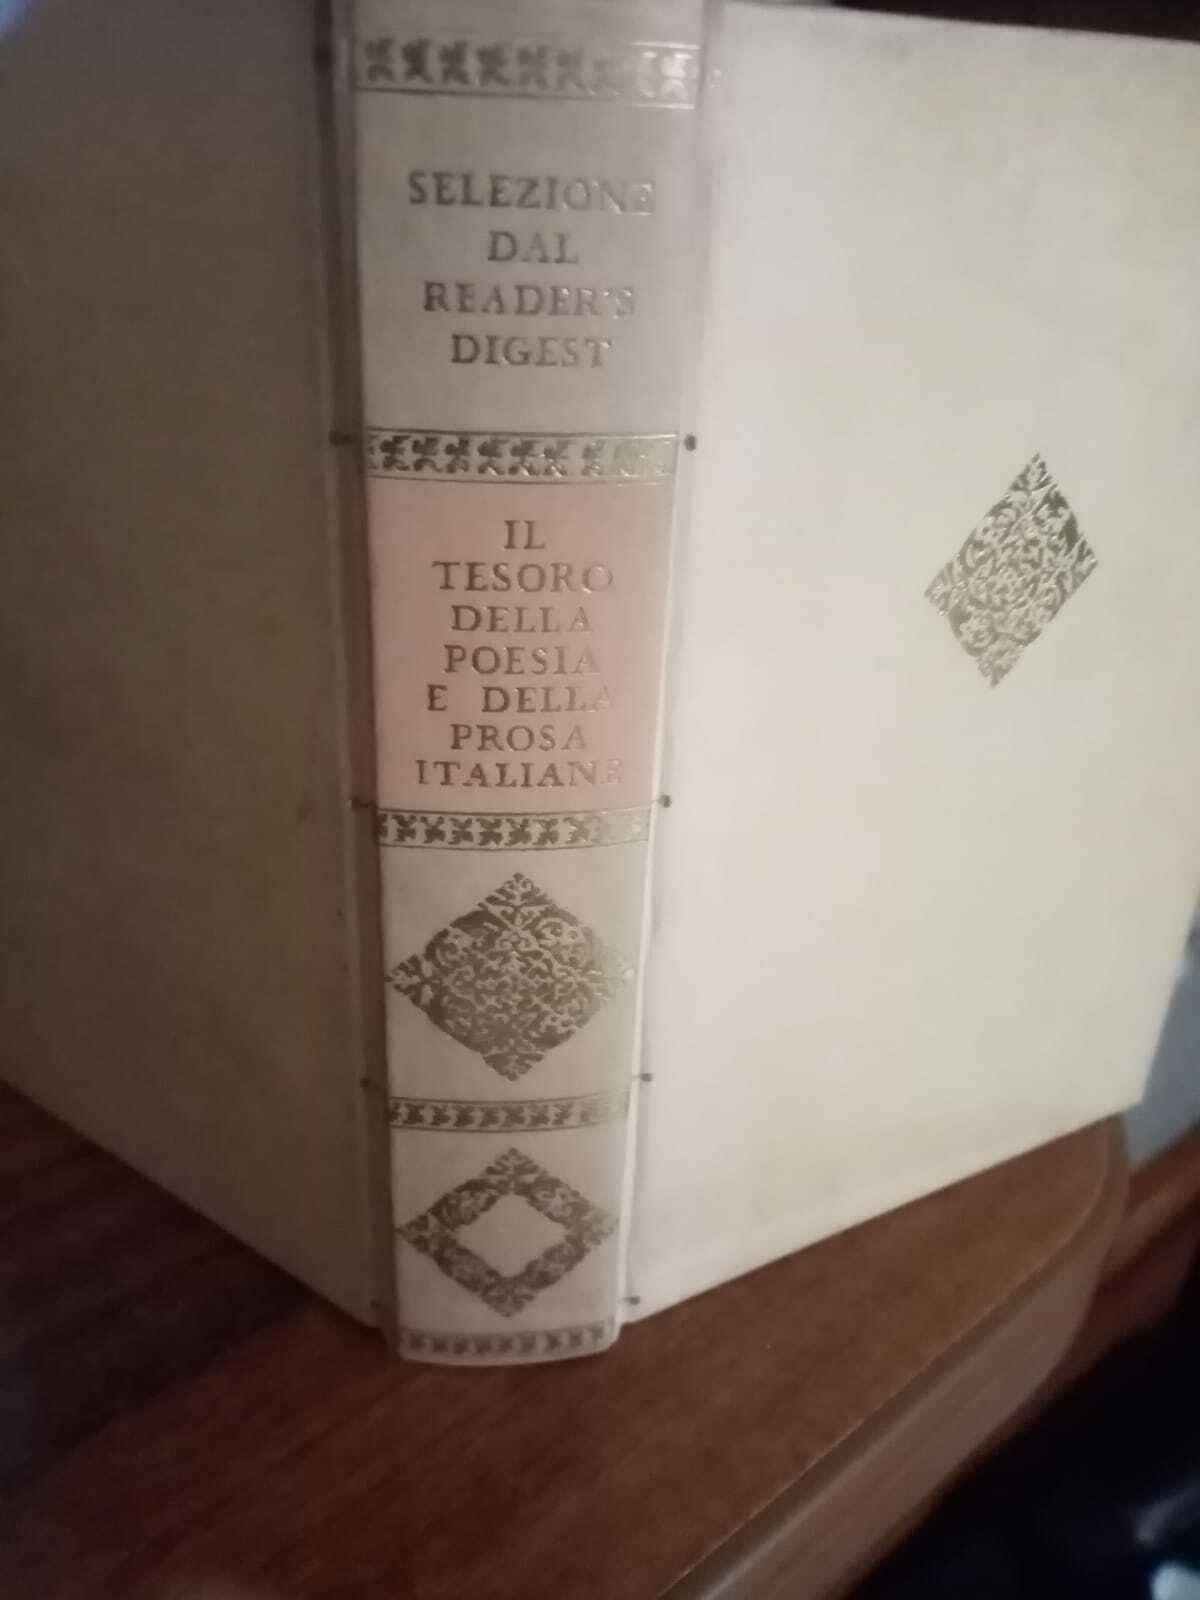 SELEZIONE
DAL
READER'S
DIGEST
IL
TESORO
DELLA
POESIA
E DELLA
PROSA
ITALIANE